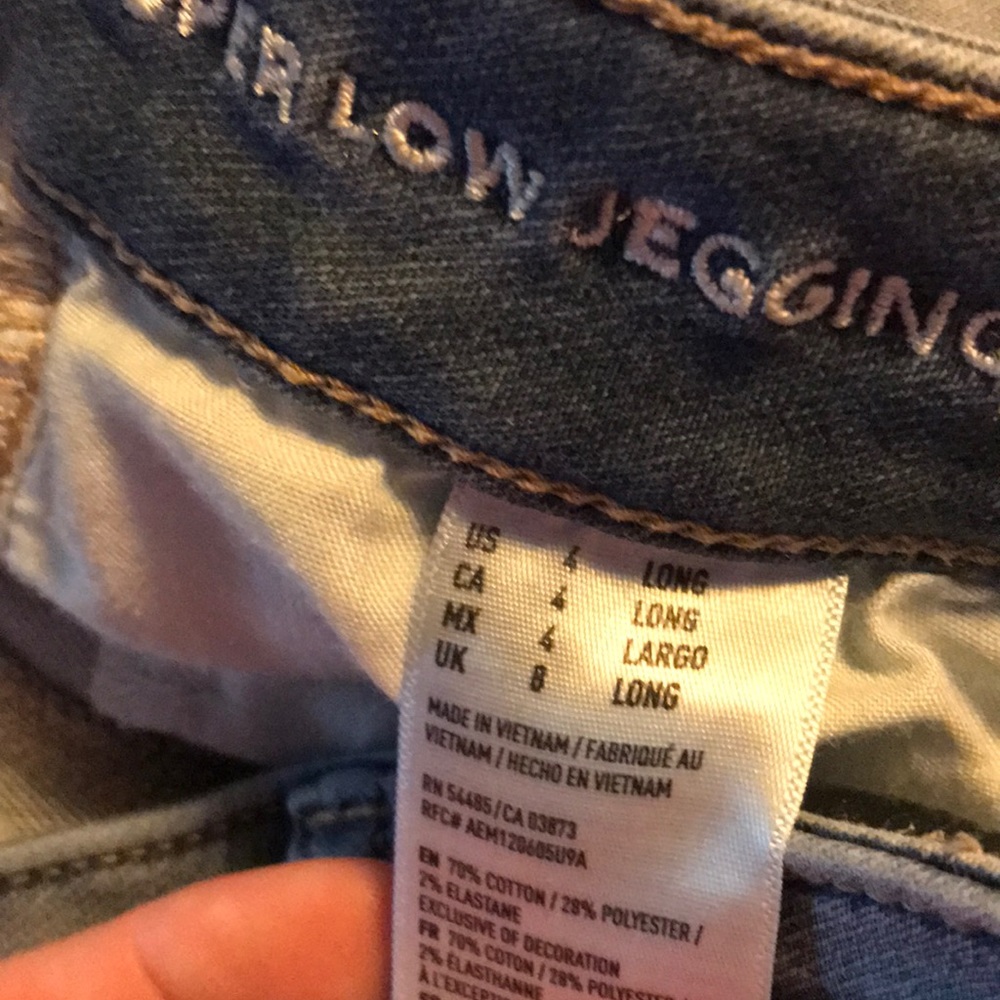 LOW JEGGING
US 4 LONG
CA 4 LONG
MX 4 LARGO
UK 8 LONG
MADE IN VIETNAM / FABRIQUÉ AU
VIETNAM / HECHO EN VIETNAM
RN 54485/CA 03873
RFC# AEM120605U9A
EN 70% COTTON / 28% POLYESTER /
2% ELASTANE
EXCLUSIVE OF DECORATION
FR 70% COTON / 28% POLYESTER /
2% ÉLASTHANNE